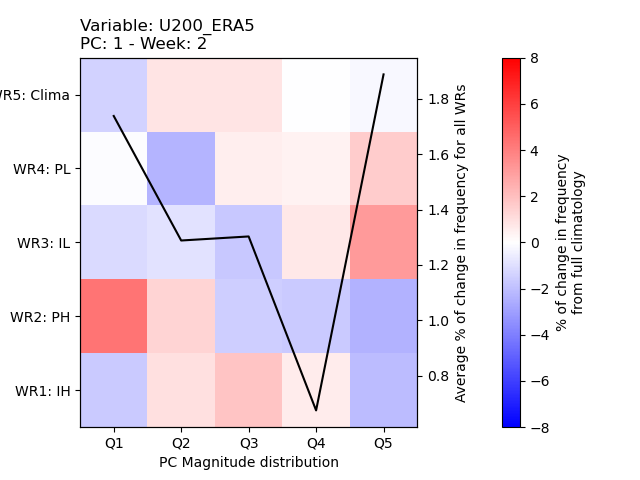 Variable: U200_ERA5
PC: 1 - Week: 2
WR5: Clima
WR4: PL
WR3: IL
WR2: PH
WR1: IH
Q1 Q2 Q3 Q4 Q5
PC Magnitude distribution
1.8
1.6
1.4
1.2
1.0
0.8
Average % of change in frequency for all WRs
8
6
4
2
0
−2
−4
−6
−8
% of change in frequency
from full climatology